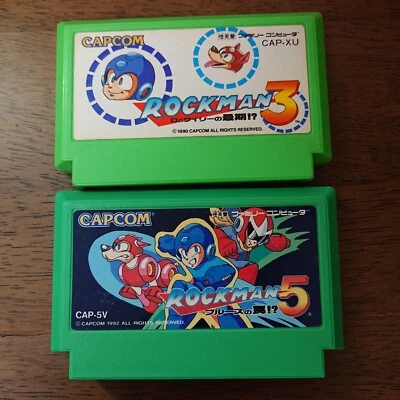 CAPCOM
任天堂 ファミリーコンピュータ
CAP-XU
ROCKMAN 3
Dr.ワイリーの最期!?
© 1990 CAPCOM ALL RIGHTS RESERVED.
CAPCOM
ファミリーコンピュータ
ROCKMAN 5
ブルースの罠!?
CAP-5V
© CAPCOM 1992 ALL RIGHTS RESERVED.